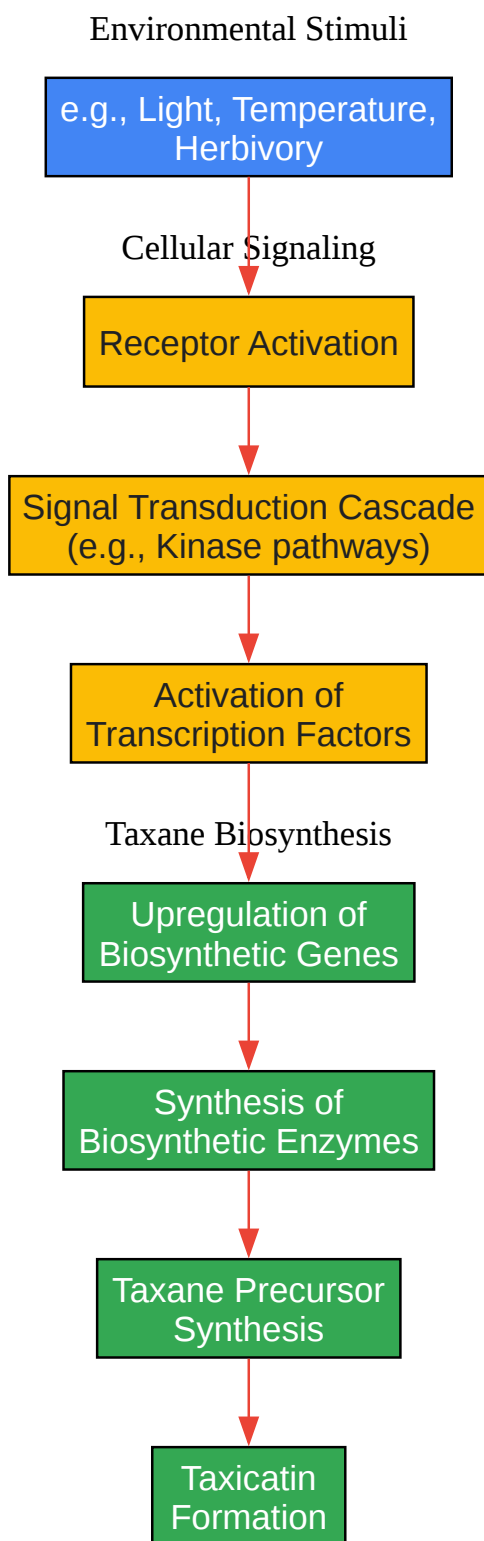 Environmental Stimuli
e.g., Light, Temperature,
Herbivory
Cellular Signaling
Receptor Activation
Signal Transduction Cascade
(e.g., Kinase pathways)
Activation of
Transcription Factors
Taxane Biosynthesis
Upregulation of
Biosynthetic Genes
Synthesis of
Biosynthetic Enzymes
Taxane Precursor
Synthesis
Taxicatin
Formation